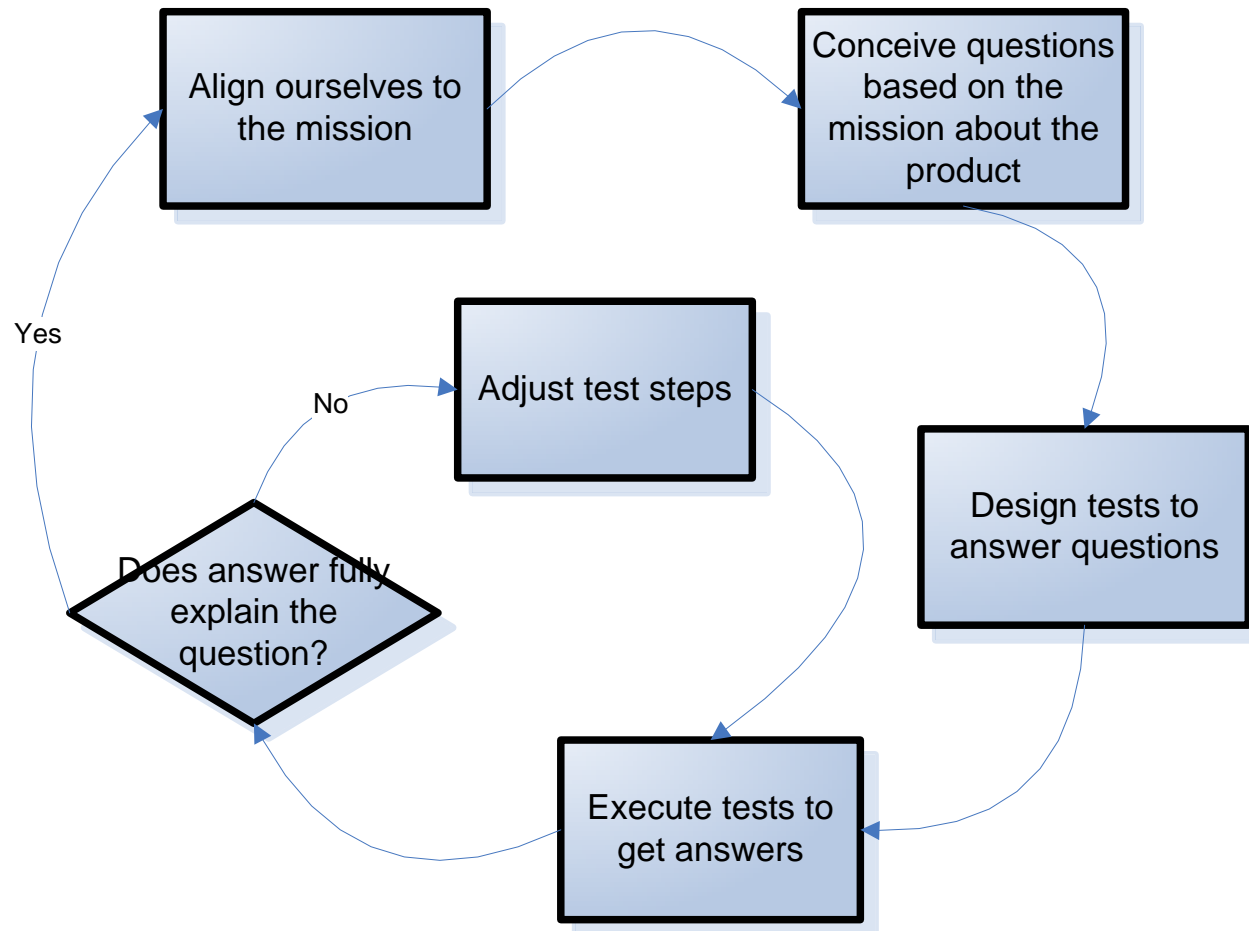 Align ourselves to
the mission
Conceive questions
based on the
mission about the
product
Yes
No
Adjust test steps
Design tests to
answer questions
Does answer fully
explain the
question?
Execute tests to
get answers